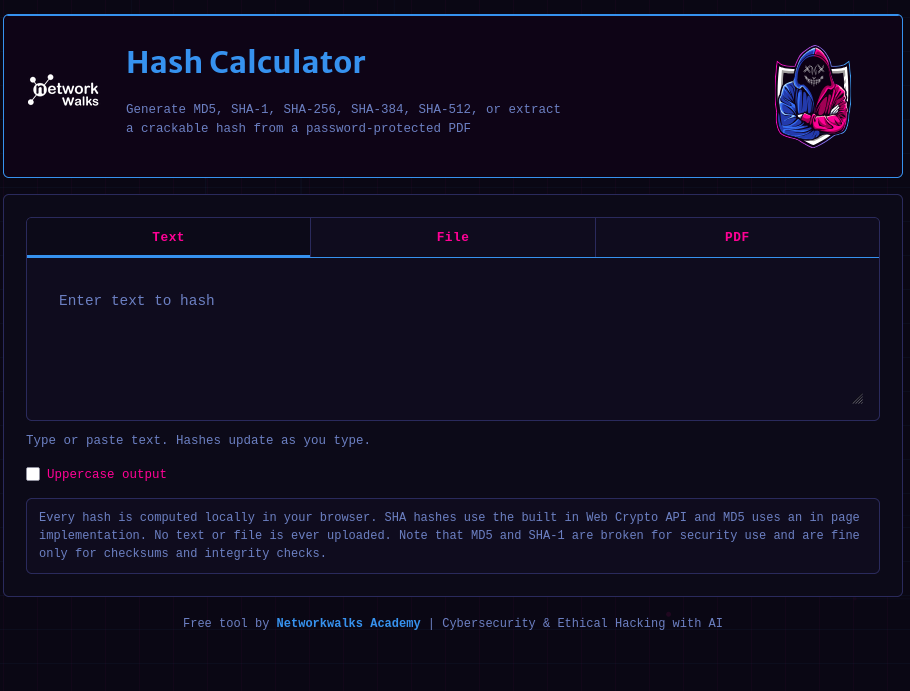 network
Walks
Hash Calculator
Generate MD5, SHA-1, SHA-256, SHA-384, SHA-512, or extract
a crackable hash from a password-protected PDF
Text
File
PDF
Enter text to hash
Type or paste text. Hashes update as you type.
Uppercase output
Every hash is computed locally in your browser. SHA hashes use the built in Web Crypto API and MD5 uses an in page
implementation. No text or file is ever uploaded. Note that MD5 and SHA-1 are broken for security use and are fine
only for checksums and integrity checks.
Free tool by Networkwalks Academy | Cybersecurity & Ethical Hacking with AI